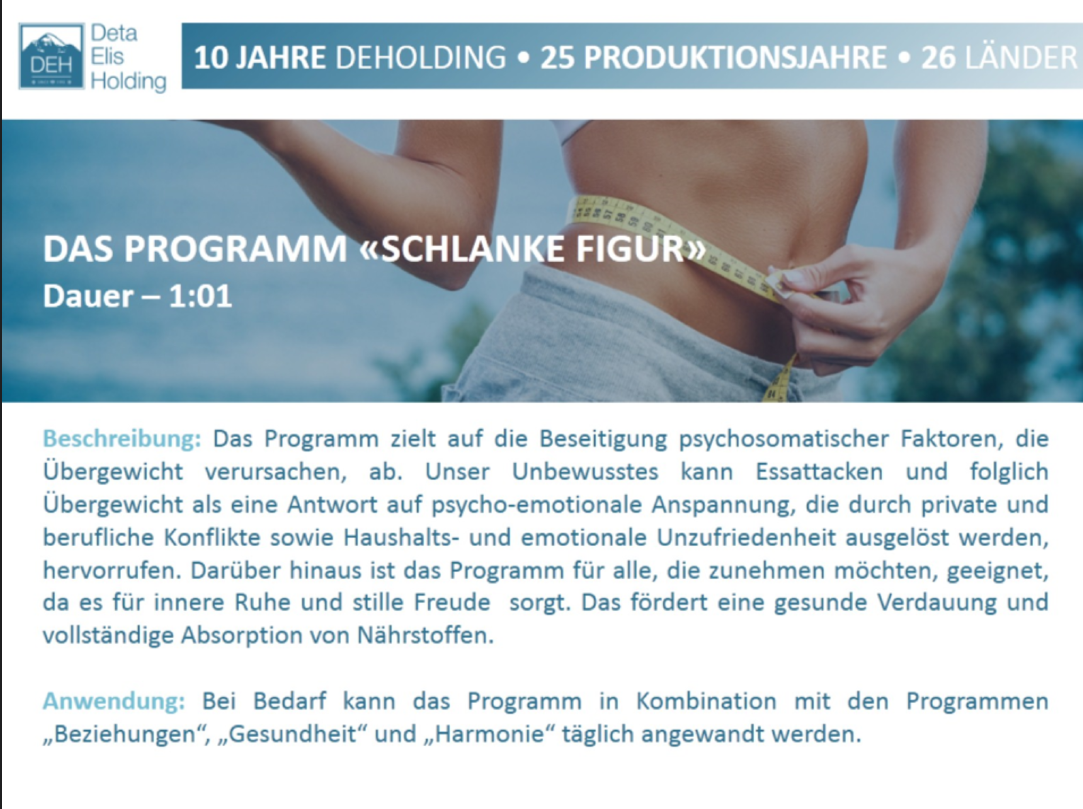 DEH
Deta
Elis
Holding
10 JAHRE DEHOLDING • 25 PRODUKTIONSJAHRE • 26 LÄNDER
DAS PROGRAMM «SCHLANKE FIGUR»
Dauer – 1:01
Beschreibung: Das Programm zielt auf die Beseitigung psychosomatischer Faktoren, die
Übergewicht verursachen, ab. Unser Unbewusstes kann Essattacken und folglich
Übergewicht als eine Antwort auf psycho-emotionale Anspannung, die durch private und
berufliche Konflikte sowie Haushalts- und emotionale Unzufriedenheit ausgelöst werden,
hervorrufen. Darüber hinaus ist das Programm für alle, die zunehmen möchten, geeignet,
da es für innere Ruhe und stille Freude sorgt. Das fördert eine gesunde Verdauung und
vollständige Absorption von Nährstoffen.
Anwendung: Bei Bedarf kann das Programm in Kombination mit den Programmen
„Beziehungen“, „Gesundheit“ und „Harmonie“ täglich angewandt werden.